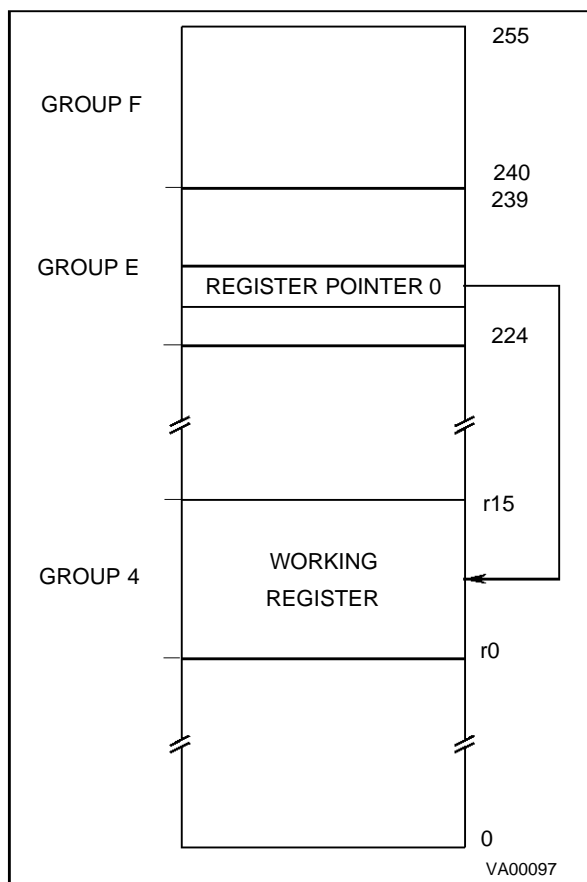 255
GROUP F
240
239
GROUP E
REGISTER POINTER 0
224
r15
WORKING
GROUP 4
REGISTER
r0
0
VA00097